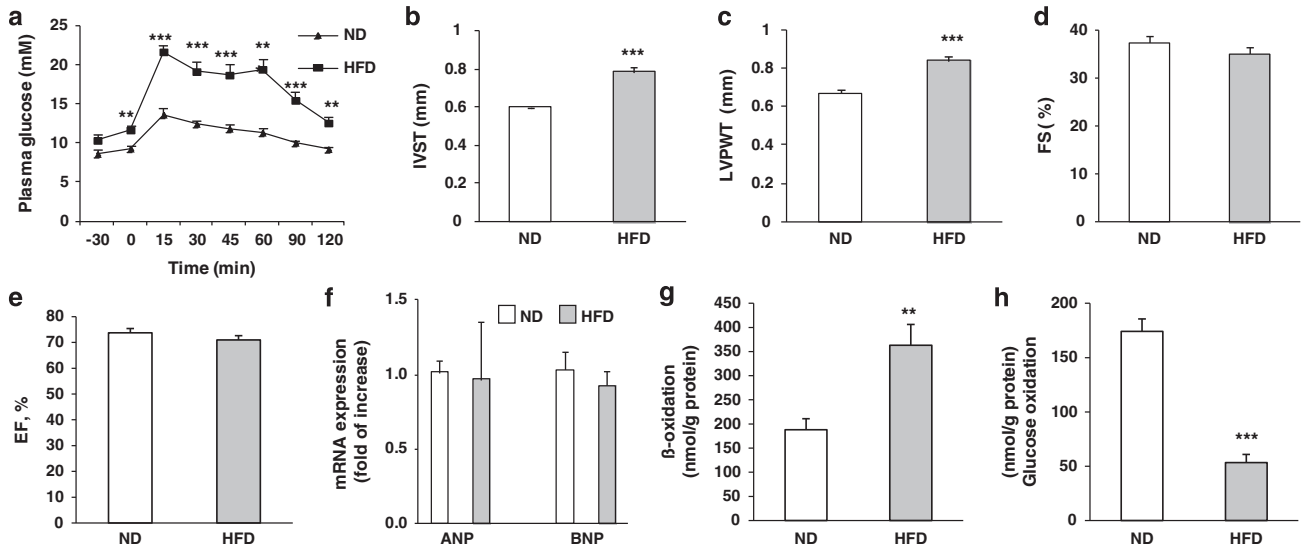 a
Plasma glucose (mM)
25
20
15
10
5
0
*** *** *** ** *** **
**
ND
HFD
-30 0 15 30 45 60 90 120
Time (min)
b
IVST (mm)
1
0.8
0.6
0.4
0.2
0
***
ND HFD
c
LVPWT (mm)
1
0.8
0.6
0.4
0.2
0
***
ND HFD
d
FS( %)
40
30
20
10
0
ND HFD
e
EF, %
80
70
60
50
40
30
20
10
0
ND HFD
f
mRNA expression
(fold of increase)
1.5
1.0
0.5
0.0
ND HFD
ANP BNP
g
ß-oxidation
(nmol/g protein)
450
400
350
300
250
200
150
100
50
0
**
ND HFD
h
(nmol/g protein)
Glucose oxidation
200
150
100
50
0
***
ND HFD